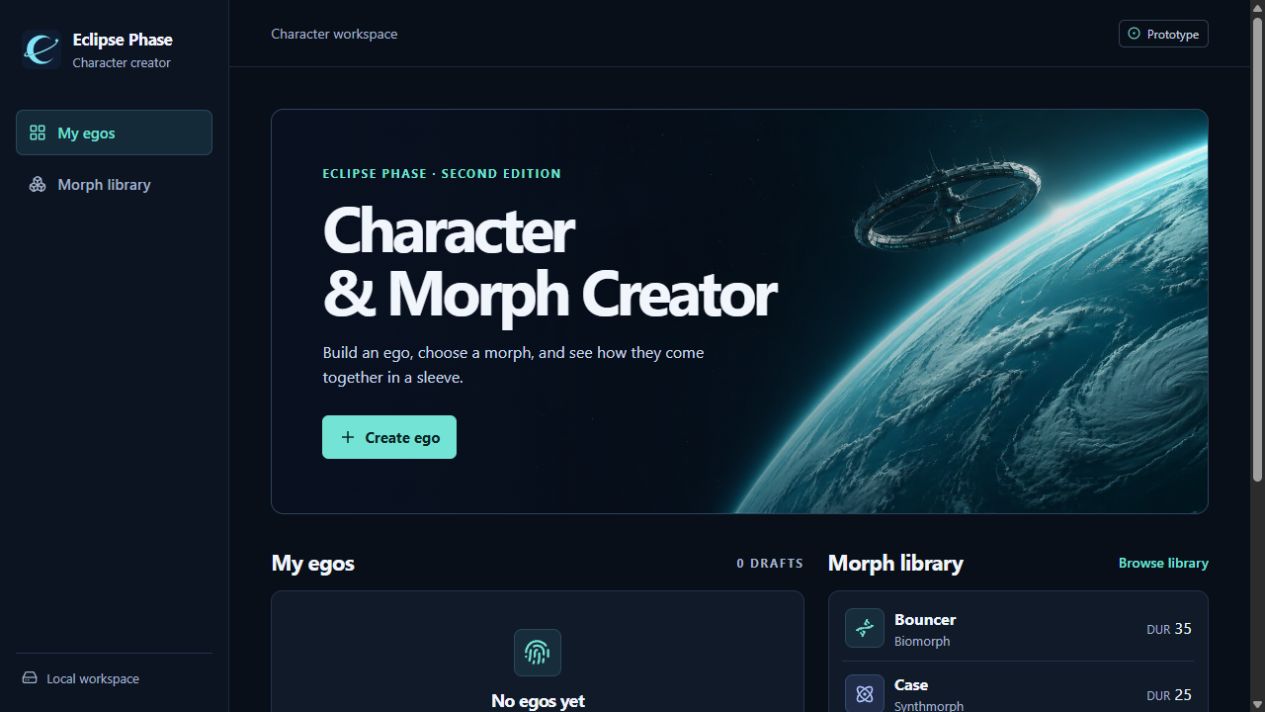 Eclipse Phase
Character creator
My egos
Morph library
Local workspace
Character workspace
Prototype
ECLIPSE PHASE · SECOND EDITION
Character
& Morph Creator
Build an ego, choose a morph, and see how they come
together in a sleeve.
Create ego
My egos
0 DRAFTS
No egos yet
Morph library
Browse library
Bouncer
Biomorph
DUR 35
Case
Synthmorph
DUR 25